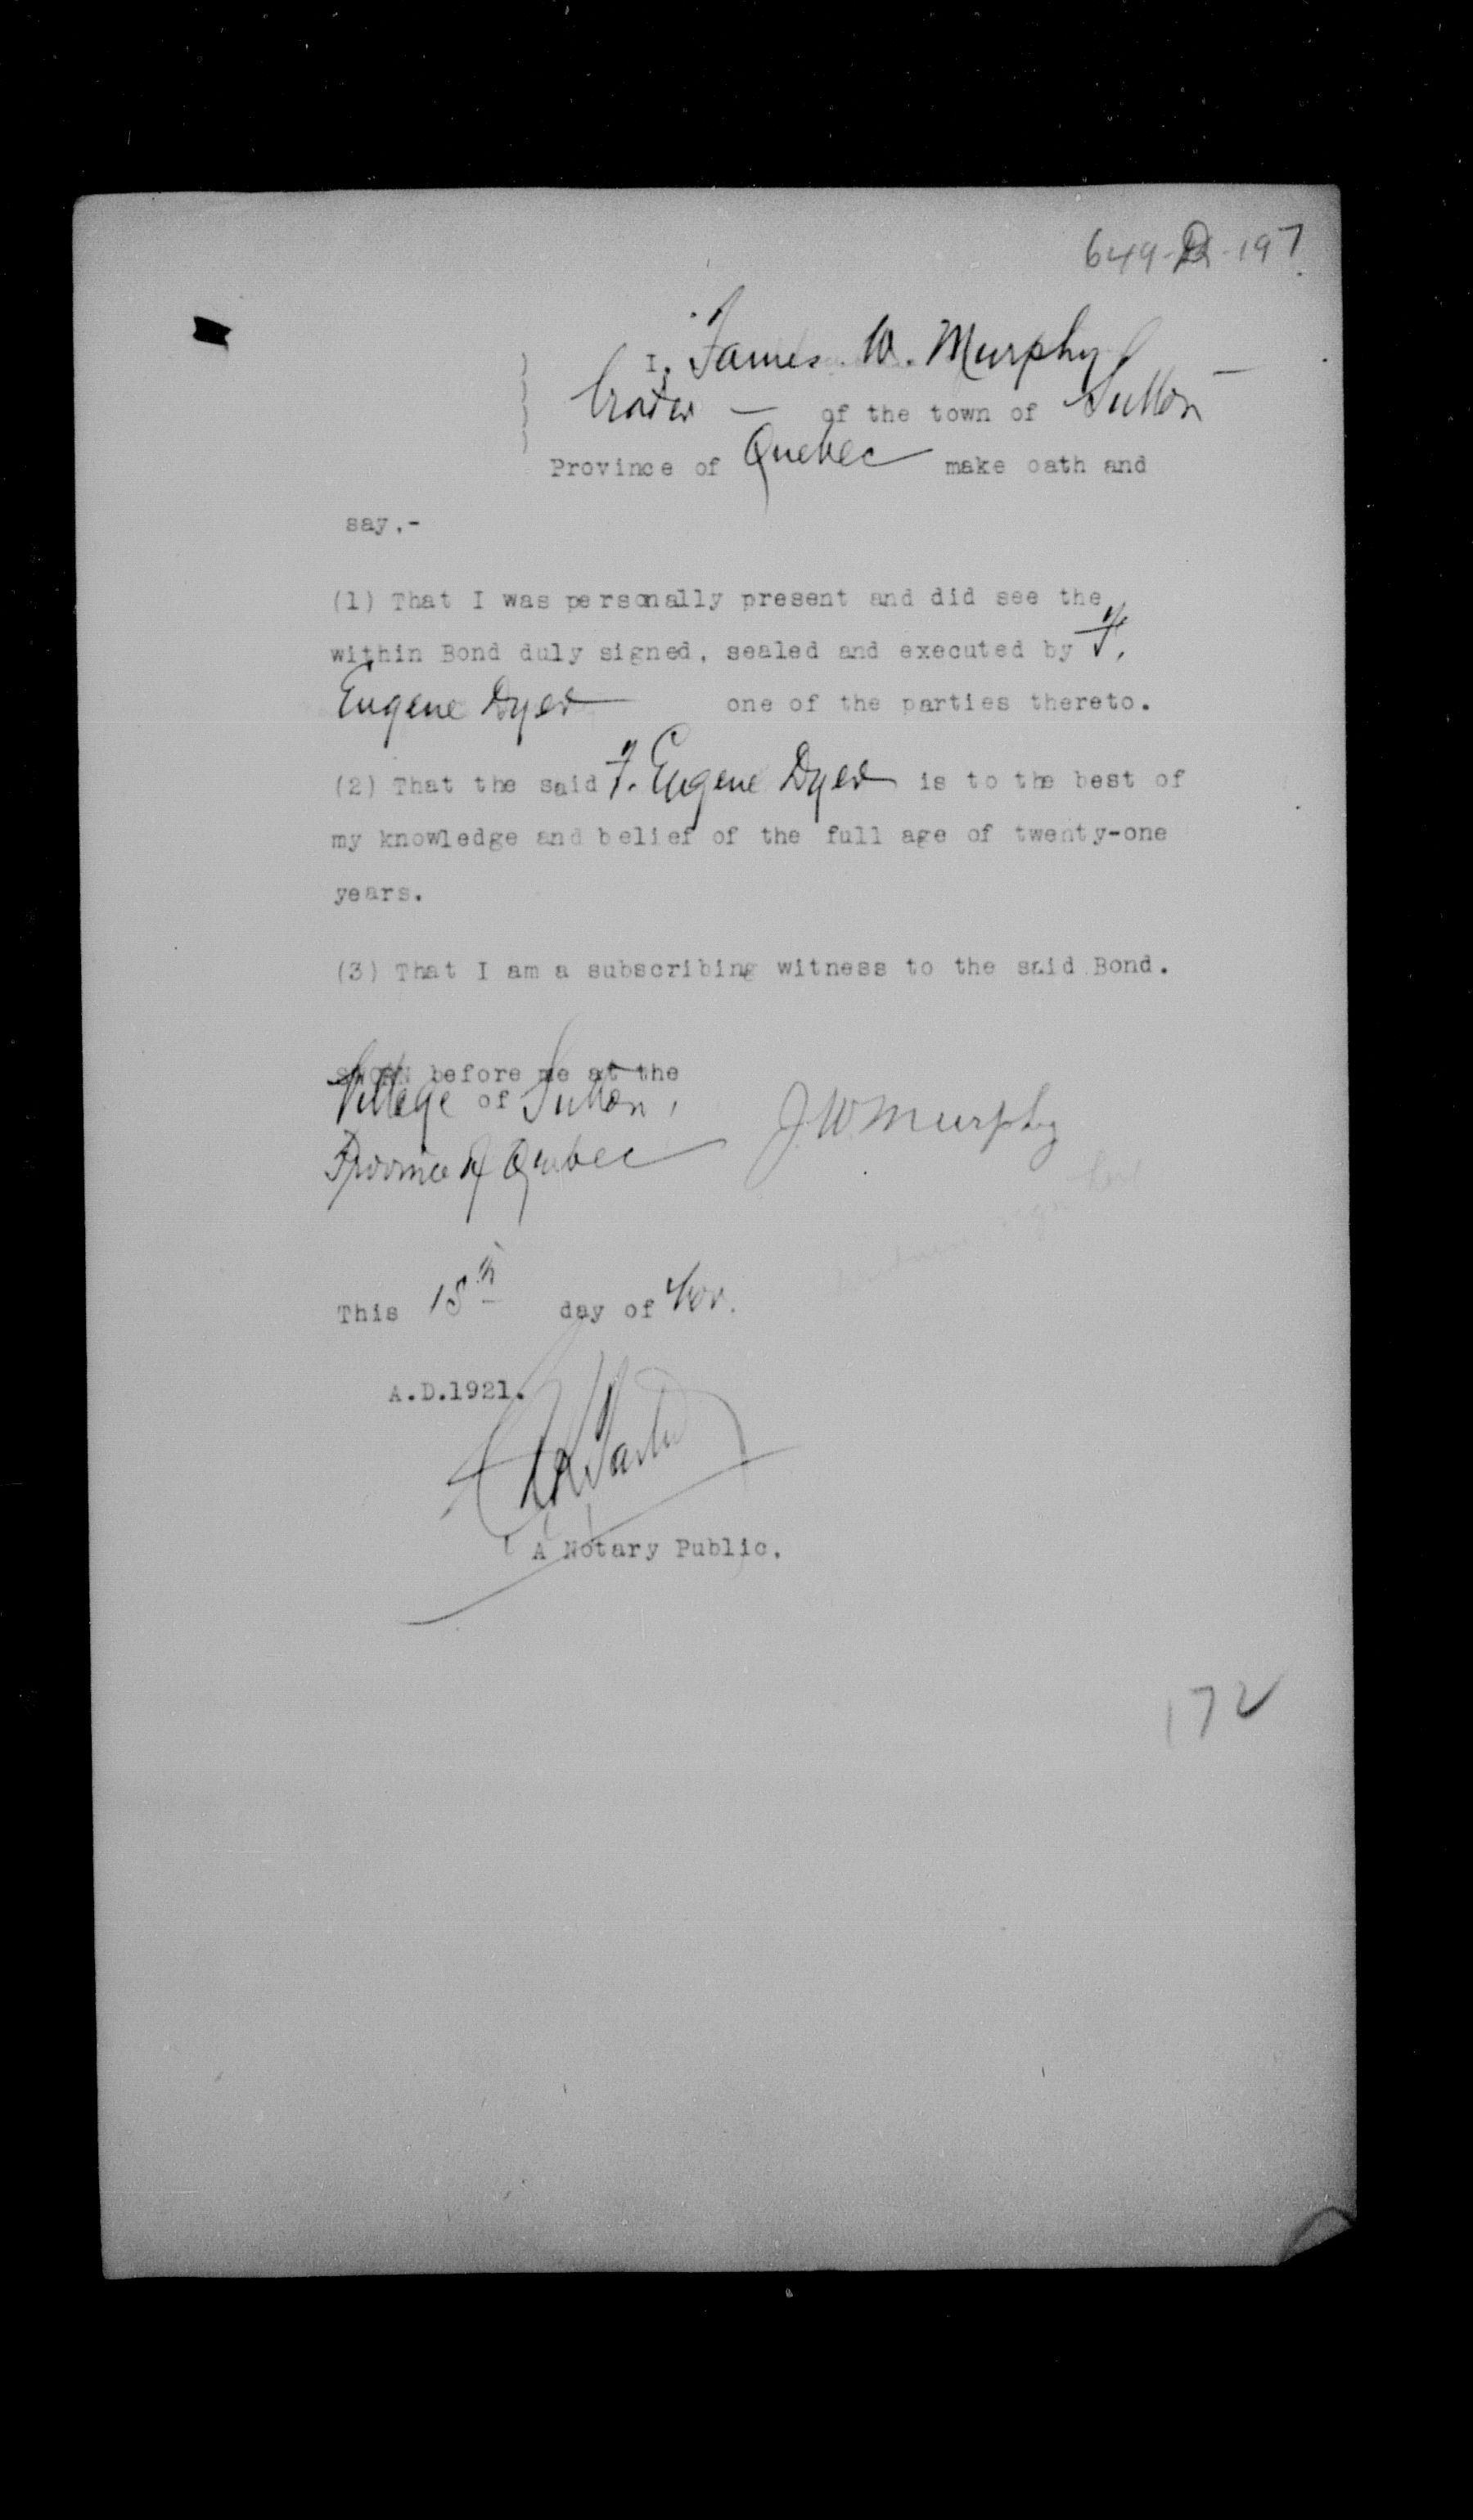 649-D-197
I, James W. Murphy
of the town of Sutton
Province of Quebec make oath and
say.-
(1) That I was personally present and did see the
within Bond duly signed, sealed and executed by F.
Eugene Dyer one of the parties thereto.
(2) That the said F. Eugene Dyer is to the best of
my knowledge and belief of the full age of twenty-one
years.
(3) That I am a subscribing witness to the said Bond.
SWORN before me at the
Village of Sutton,
Province of Quebec J. W. Murphy
This 18th day of Nov.
A.D.1921.
A Notary Public.
172